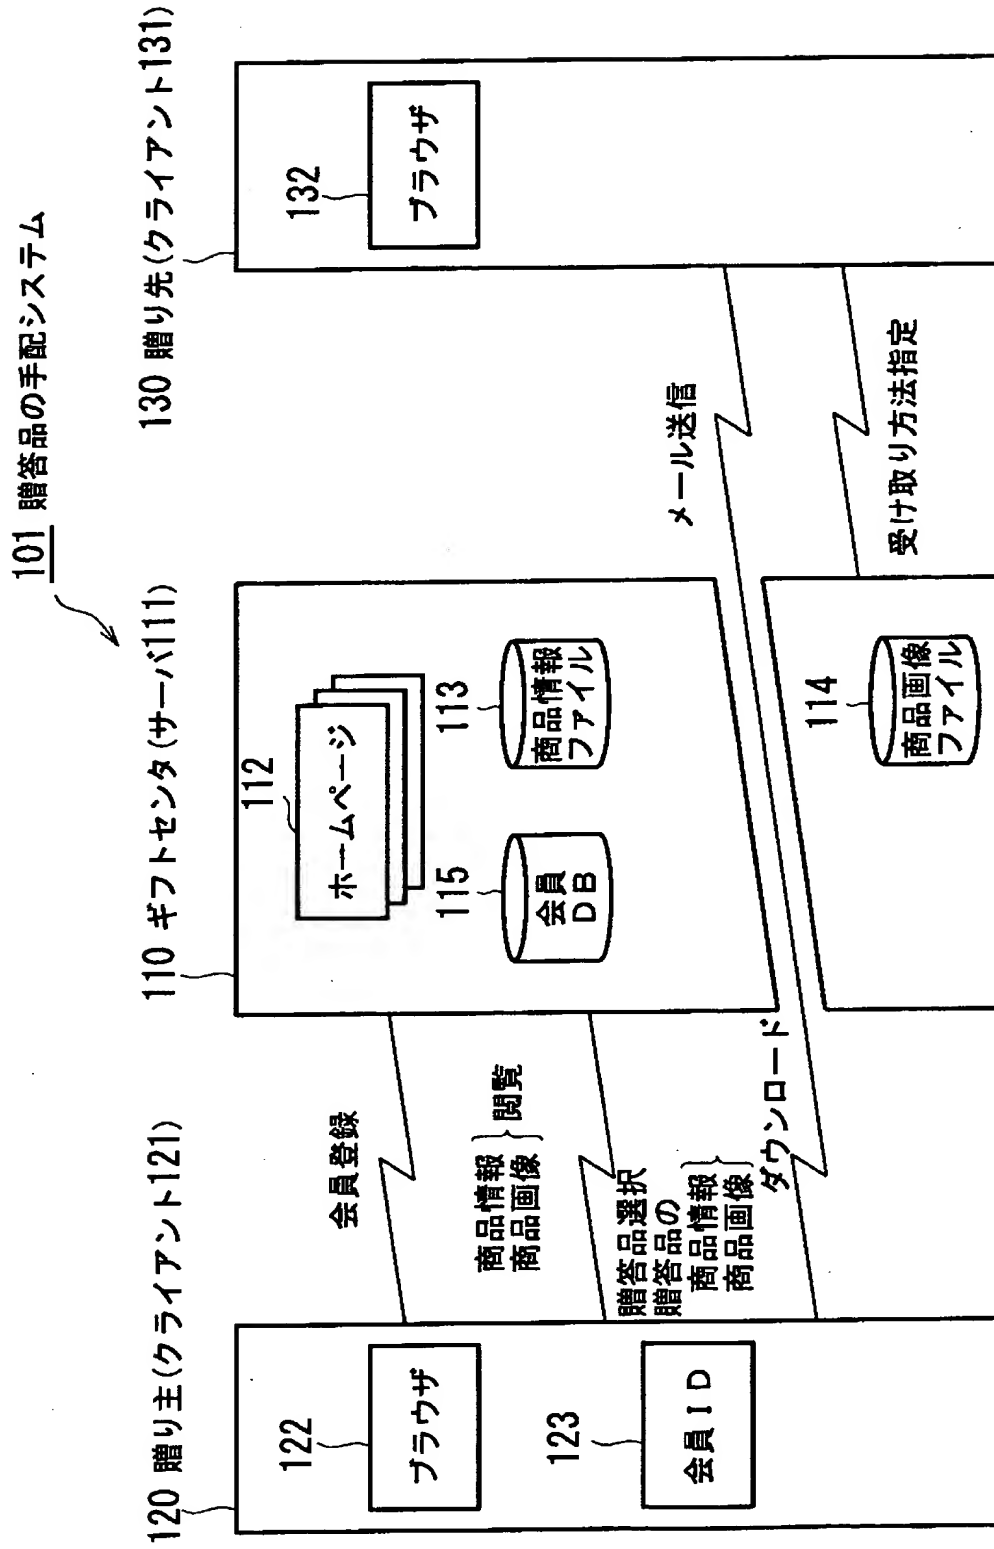 101 贈答品の手配システム
120 贈り主(クライアント121)
110 ギフトセンタ(サーバ111)
130 贈り先(クライアント131)
122
ブラウザ
123
会員ID
会員登録
商品情報
商品画像
閲覧
贈答品選択
贈答品の
商品情報
商品画像
ダウンロード
112
ホームページ
115
会員
DB
113
商品情報
ファイル
114
商品画像
ファイル
メール送信
受け取り方法指定
132
ブラウザ